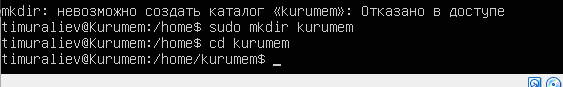 mkdir: невозможно создать каталог «kurumem»: Отказано в доступе
timuraliev@Kurumem:/home$ sudo mkdir kurumem
timuraliev@Kurumem:/home$ cd kurumem
timuraliev@Kurumem:/home/kurumem$ _